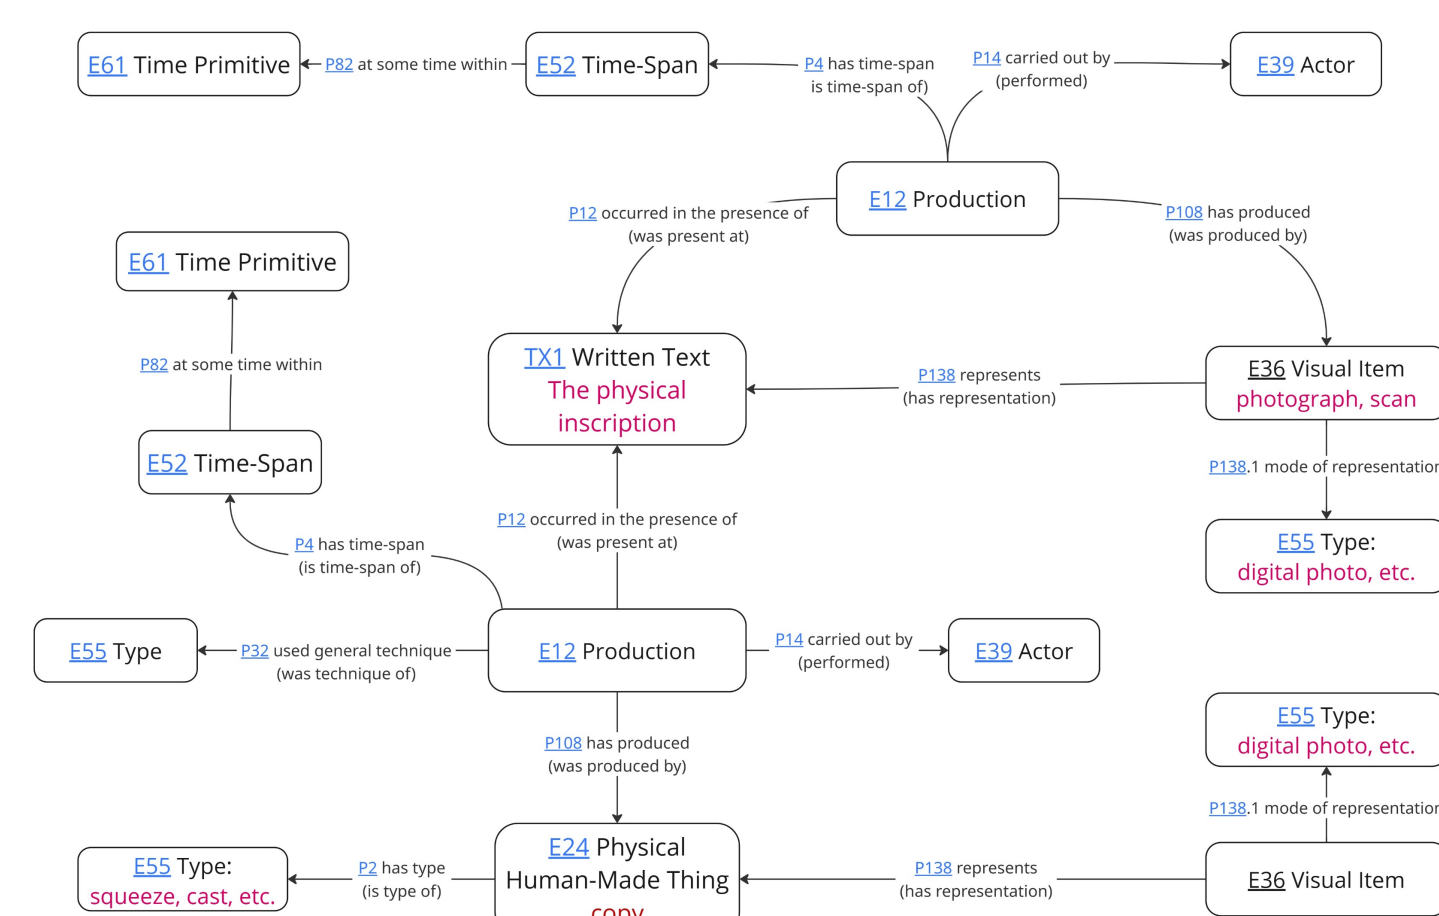 E61 Time Primitive
P82 at some time within
E52 Time-Span
P4 has time-span
is time-span of)
P14 carried out by
(performed)
E39 Actor
E12 Production
P12 occurred in the presence of
(was present at)
P108 has produced
(was produced by)
E61 Time Primitive
P82 at some time within
E52 Time-Span
TX1 Written Text
The physical
inscription
P138 represents
(has representation)
E36 Visual Item
photograph, scan
P138.1 mode of representation
E55 Type:
digital photo, etc.
P12 occurred in the presence of
(was present at)
P4 has time-span
(is time-span of)
E55 Type
P32 used general technique
(was technique of)
E12 Production
P14 carried out by
(performed)
E39 Actor
P108 has produced
(was produced by)
E55 Type:
digital photo, etc.
P138.1 mode of representation
E55 Type:
squeeze, cast, etc.
P2 has type
(is type of)
E24 Physical
Human-Made Thing
copy
P138 represents
(has representation)
E36 Visual Item